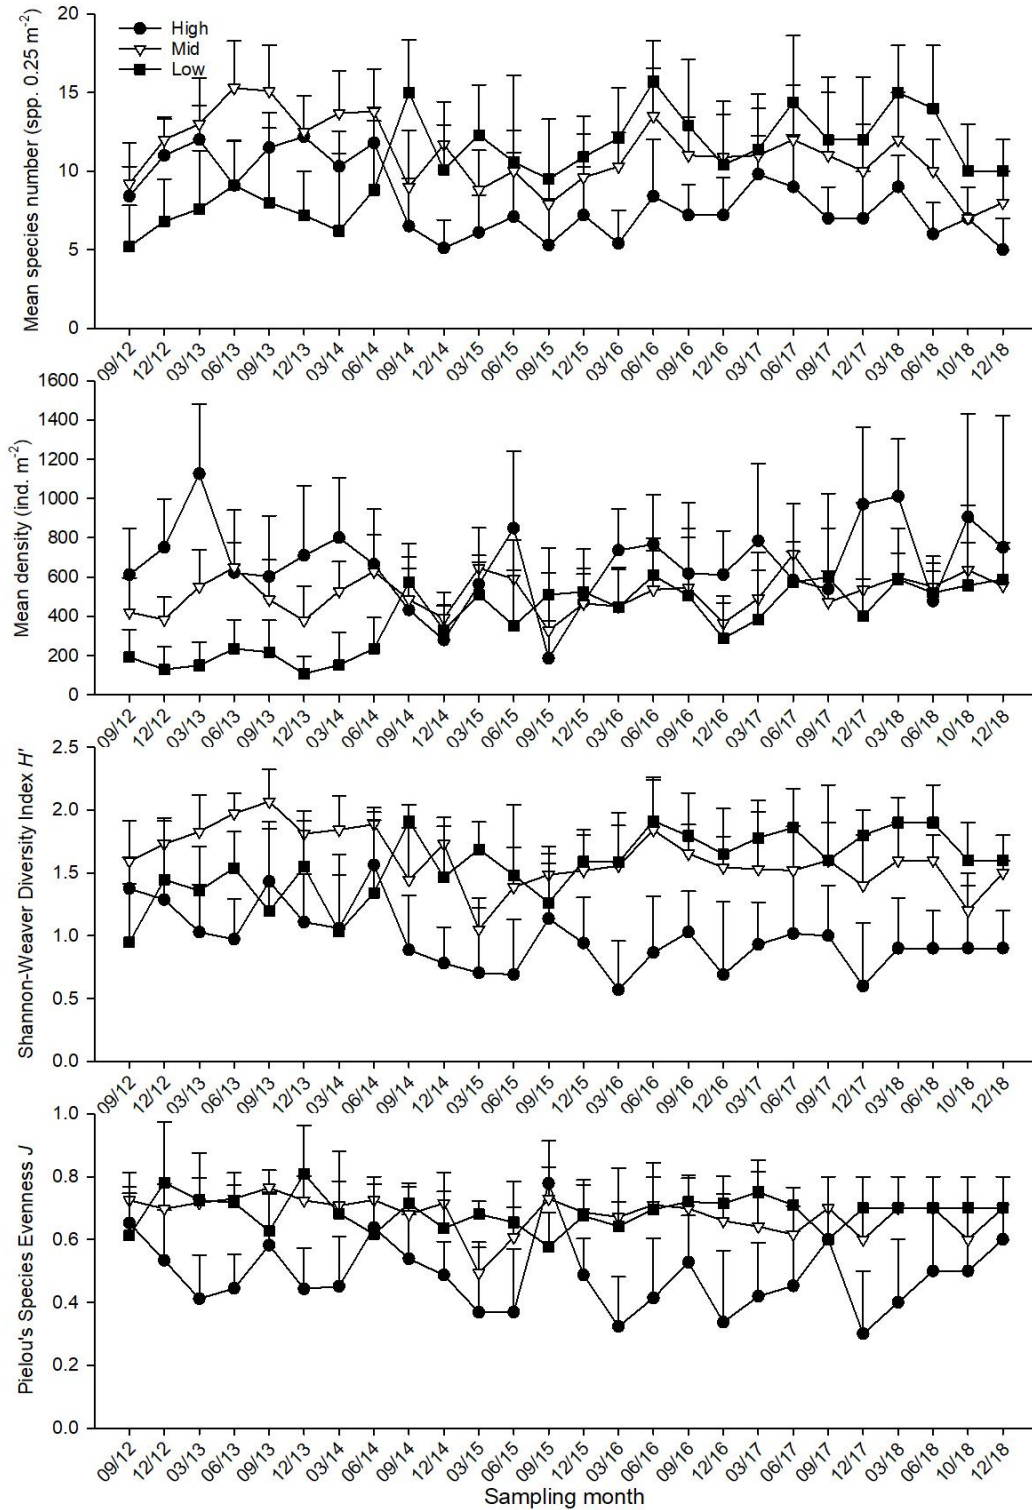 Mean species number (spp. 0.25 m⁻²)
20
15
10
5
0
High
Mid
Low
09/12 12/12 03/13 06/13 09/13 12/13 03/14 06/14 09/14 12/14 03/15 06/15 09/15 12/15 03/16 06/16 09/16 12/16 03/17 06/17 09/17 12/17 03/18 06/18 10/18 12/18
Mean density (ind. m⁻²)
1600
1400
1200
1000
800
600
400
200
0
09/12 12/12 03/13 06/13 09/13 12/13 03/14 06/14 09/14 12/14 03/15 06/15 09/15 12/15 03/16 06/16 09/16 12/16 03/17 06/17 09/17 12/17 03/18 06/18 10/18 12/18
Shannon-Weaver Diversity Index H'
2.5
2.0
1.5
1.0
0.5
0.0
09/12 12/12 03/13 06/13 09/13 12/13 03/14 06/14 09/14 12/14 03/15 06/15 09/15 12/15 03/16 06/16 09/16 12/16 03/17 06/17 09/17 12/17 03/18 06/18 10/18 12/18
Pielou's Species Evenness J
1.0
0.8
0.6
0.4
0.2
0.0
09/12 12/12 03/13 06/13 09/13 12/13 03/14 06/14 09/14 12/14 03/15 06/15 09/15 12/15 03/16 06/16 09/16 12/16 03/17 06/17 09/17 12/17 03/18 06/18 10/18 12/18
Sampling month